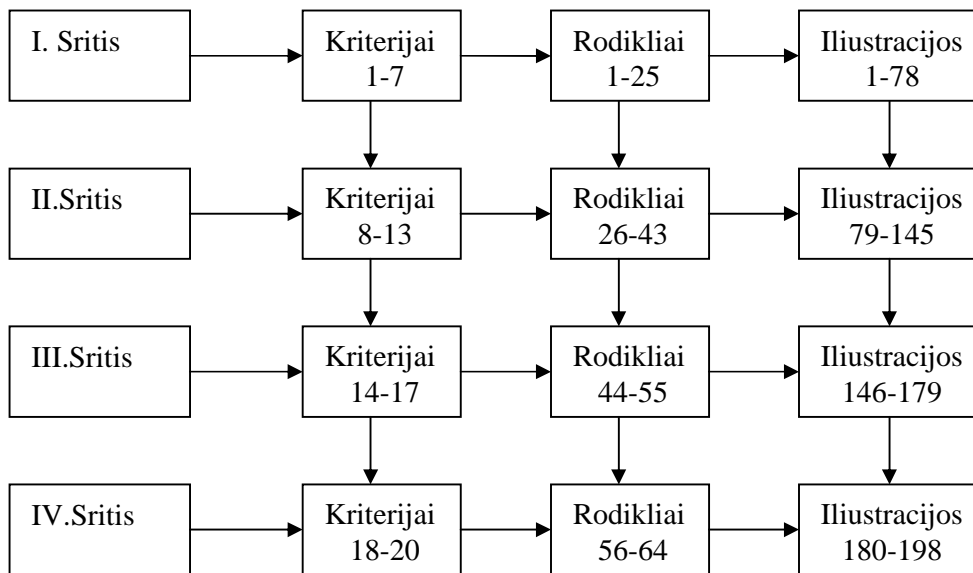 I. Sritis
Kriterijai
1-7
Rodikliai
1-25
Iliustracijos
1-78
II.Sritis
Kriterijai
8-13
Rodikliai
26-43
Iliustracijos
79-145
III.Sritis
Kriterijai
14-17
Rodikliai
44-55
Iliustracijos
146-179
IV.Sritis
Kriterijai
18-20
Rodikliai
56-64
Iliustracijos
180-198